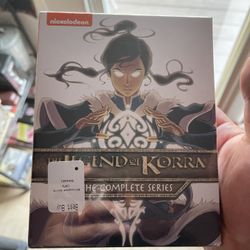 nickelodeon
THE LEGEND OF KORRA
THE COMPLETE SERIES